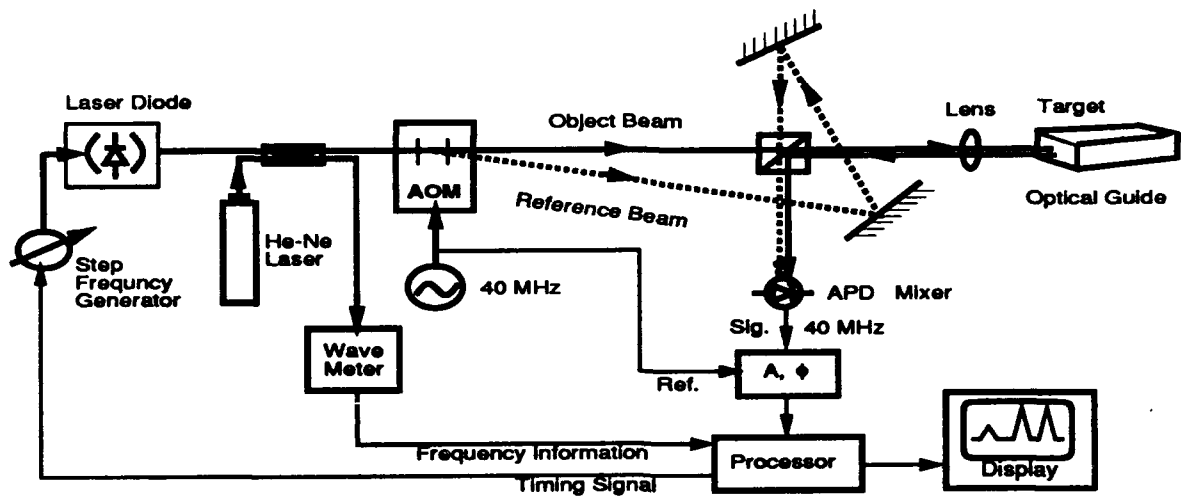 Laser Diode
Object Beam
Lens
Target
AOM
Reference Beam
Optical Guide
He-Ne
Laser
Step
Frequncy
Generator
40 MHz
APD Mixer
Sig. 40 MHz
Wave
Meter
Ref.
A, ϕ
Frequency Information
Processor
Display
Timing Signal